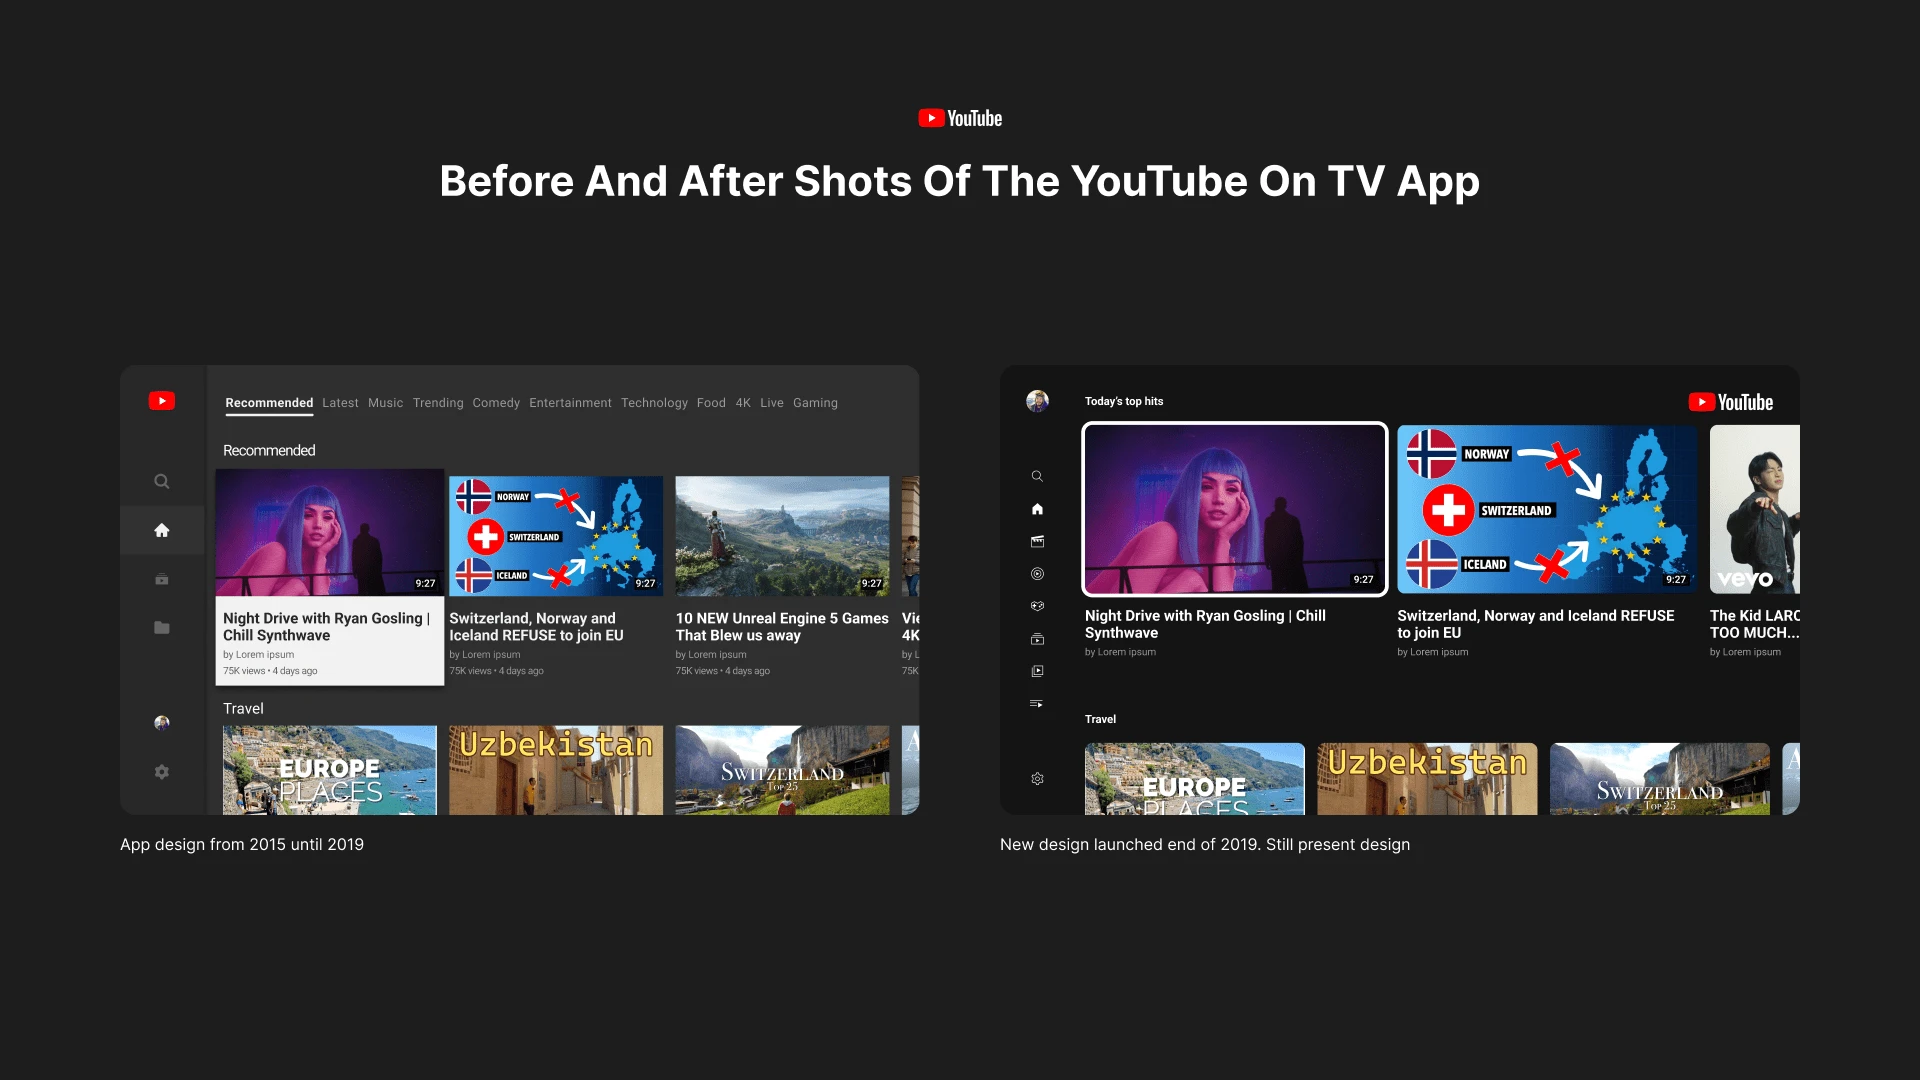 YouTube
Before And After Shots Of The YouTube On TV App
Recommended Latest Music Trending Comedy Entertainment Technology Food 4K Live Gaming
Recommended
9:27
NORWAY
SWITZERLAND
ICELAND
9:27
9:27
Night Drive with Ryan Gosling |
Chill Synthwave
by Lorem ipsum
75K views • 4 days ago
Switzerland, Norway and
Iceland REFUSE to join EU
by Lorem ipsum
75K views • 4 days ago
10 NEW Unreal Engine 5 Games
That Blew us away
by Lorem ipsum
75K views • 4 days ago
4K
by L
75K
Travel
EUROPE
PLACES
Uzbekistan
SWITZERLAND
TOP 25
A
App design from 2015 until 2019
Today's top hits
YouTube
9:27
NORWAY
SWITZERLAND
ICELAND
9:27
vevo
Night Drive with Ryan Gosling | Chill
Synthwave
by Lorem ipsum
Switzerland, Norway and Iceland REFUSE
to join EU
by Lorem ipsum
The Kid LARO
TOO MUCH...
by Lorem ipsum
Travel
EUROPE
PLACES
Uzbekistan
SWITZERLAND
TOP 25
A
New design launched end of 2019. Still present design